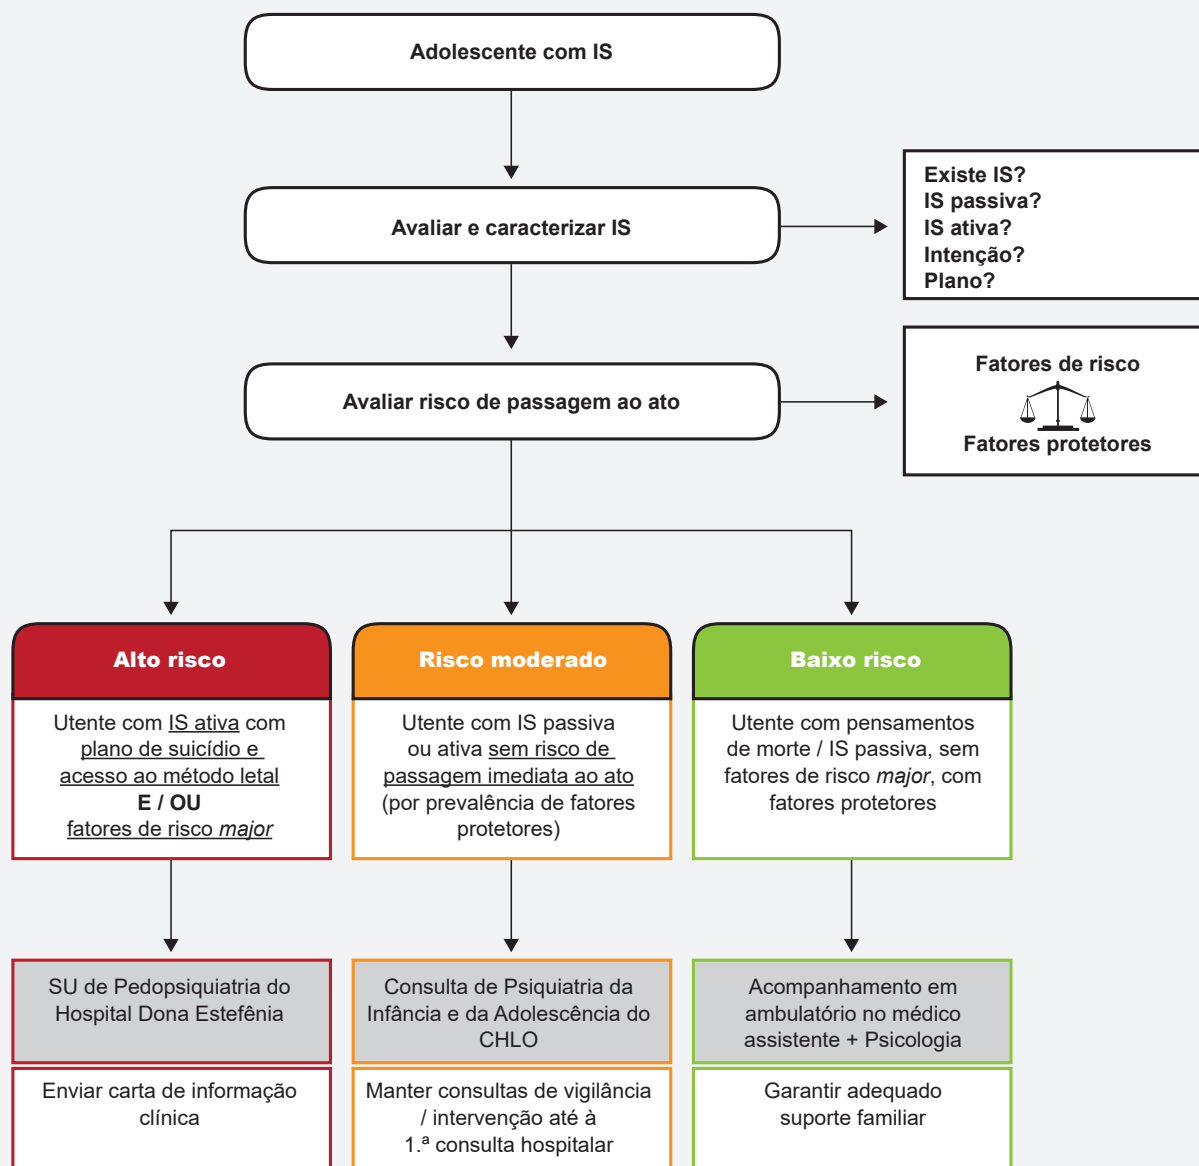 Adolescente com IS
Avaliar e caracterizar IS
Existe IS?
IS passiva?
IS ativa?
Intenção?
Plano?
Avaliar risco de passagem ao ato
Fatores de risco
Fatores protetores
Alto risco
Utente com IS ativa com
plano de suicídio e
acesso ao método letal
E / OU
fatores de risco major
Risco moderado
Utente com IS passiva
ou ativa sem risco de
passagem imediata ao ato
(por prevalência de fatores
protetores)
Baixo risco
Utente com pensamentos
de morte / IS passiva, sem
fatores de risco major, com
fatores protetores
SU de Pedopsiquiatria do
Hospital Dona Estefênia
Consulta de Psiquiatria da
Infância e da Adolescência do
CHLO
Acompanhamento em
ambulatório no médico
assistente + Psicologia
Enviar carta de informação
clínica
Manter consultas de vigilância
/ intervenção até à
1.ª consulta hospitalar
Garantir adequado
suporte familiar